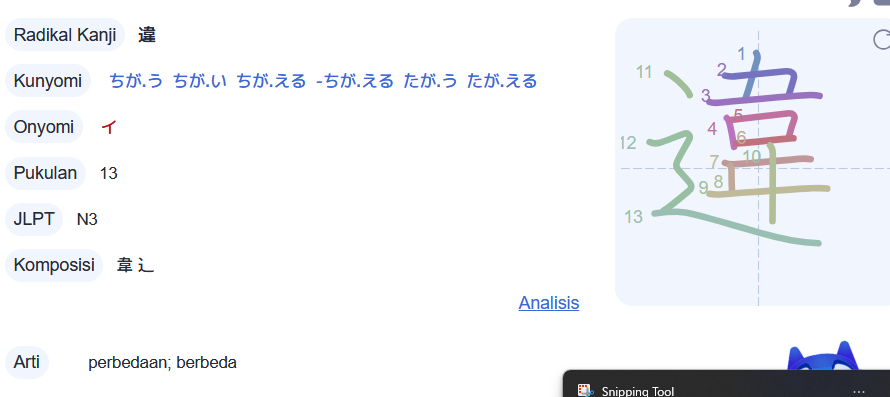 Radikal Kanji 違
Kunyomi ちが.う ちが.い ちが.える -ちが.える たが.う たが.える
Onyomi イ
Pukulan 13
JLPT N3
Komposisi 韋 辶
Analisis
Arti perbedaan; berbeda
1
2
11
3
5
4
12
6
10
7
8
9
13
Snipping Tool
...